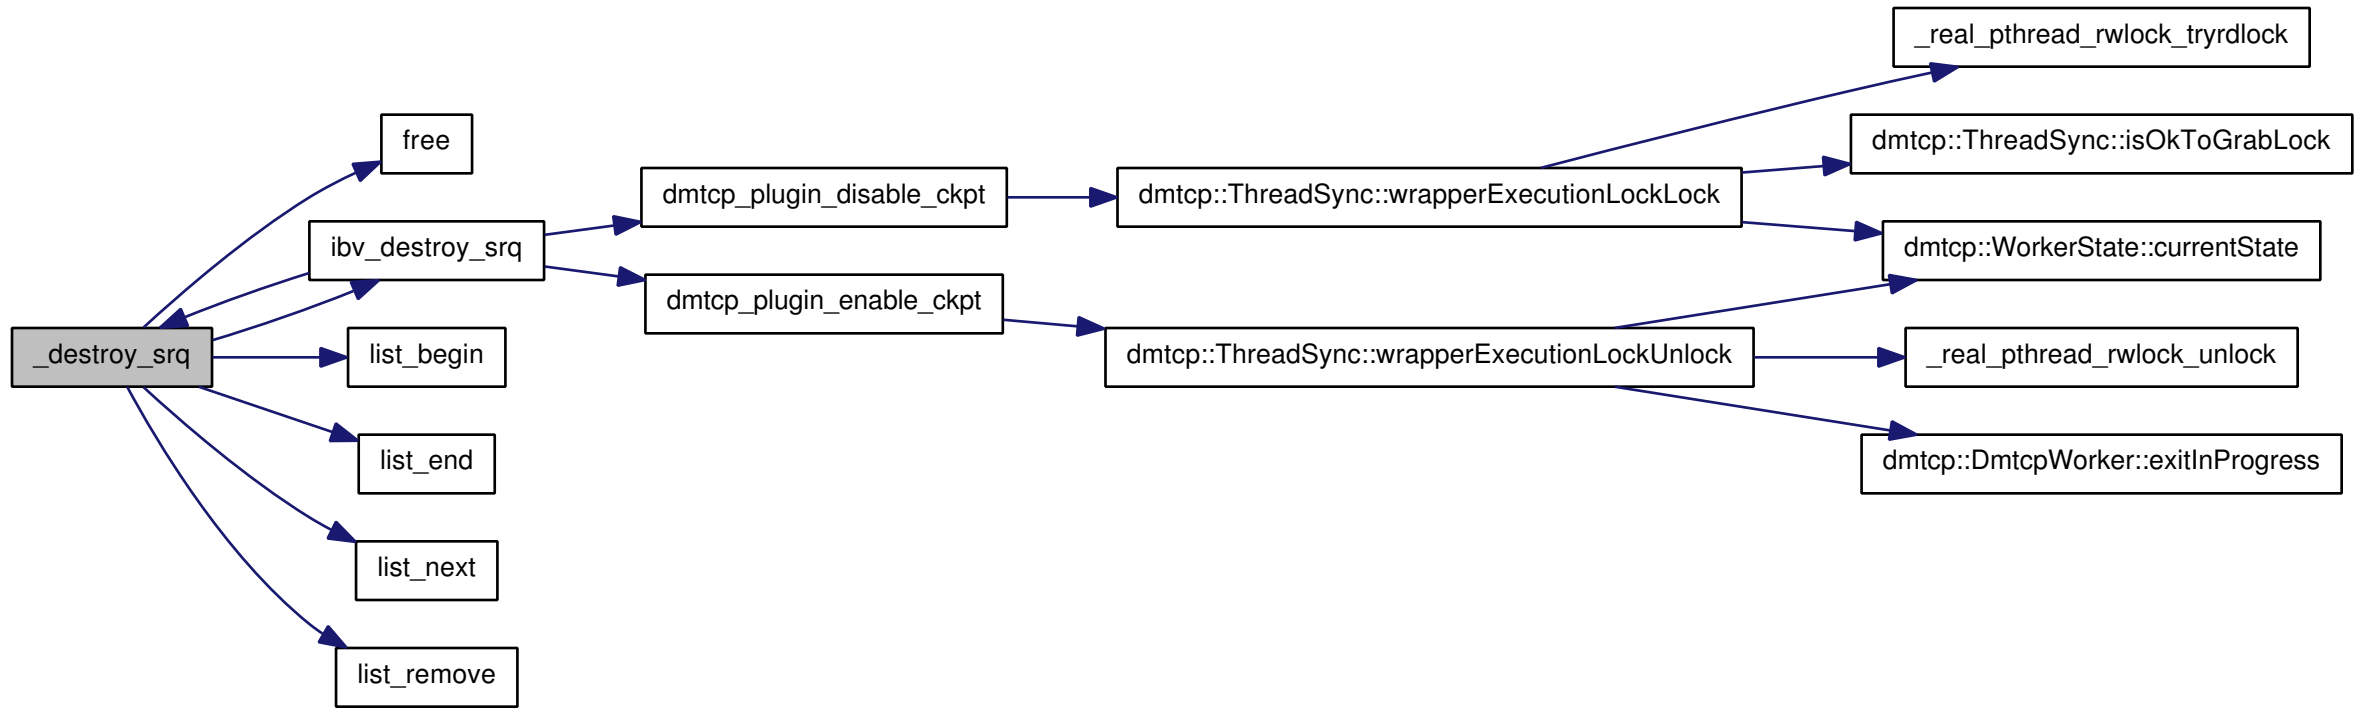 _real_pthread_rwlock_tryrdlock
free
dmtcp::ThreadSync::isOkToGrabLock
dmtcp_plugin_disable_ckpt
dmtcp::ThreadSync::wrapperExecutionLockLock
ibv_destroy_srq
dmtcp::WorkerState::currentState
dmtcp_plugin_enable_ckpt
_destroy_srq
list_begin
dmtcp::ThreadSync::wrapperExecutionLockUnlock
_real_pthread_rwlock_unlock
list_end
dmtcp::DmtcpWorker::exitInProgress
list_next
list_remove